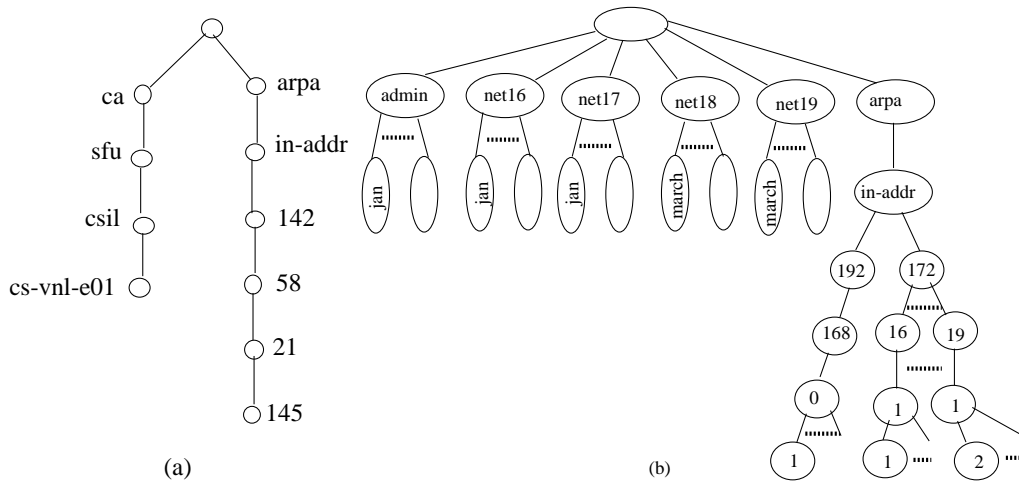 ca
arpa
sfu
in-addr
csil
142
cs-vnl-e01
58
21
145
(a)
admin
net16
net17
net18
net19
arpa
jan
jan
jan
march
march
in-addr
192
172
168
16
19
0
1
1
1
1
2
(b)